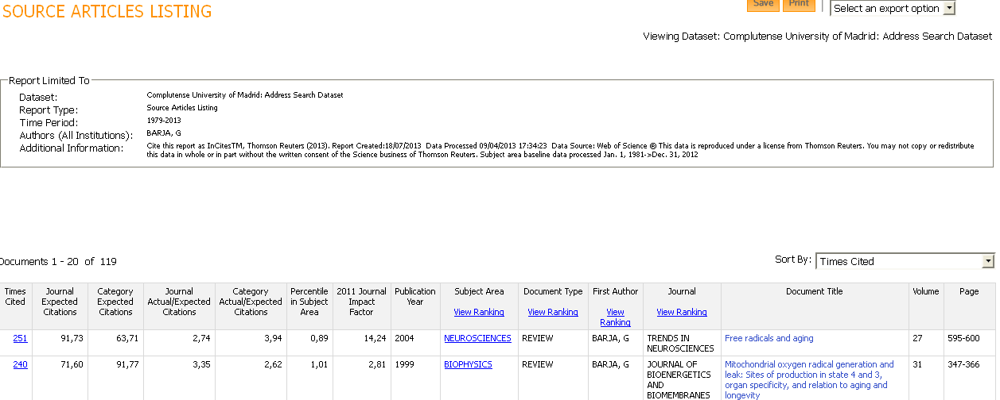 SOURCE ARTICLES LISTING
Save Print Select an export option
Viewing Dataset: Complutense University of Madrid: Address Search Dataset
Report Limited To
Dataset: Complutense University of Madrid: Address Search Dataset
Report Type: Source Articles Listing
Time Period: 1979-2013
Authors (All Institutions): BARJA, G
Additional Information: Cite this report as InCitesTM, Thomson Reuters (2013). Report Created:18/07/2013 Data Processed 09/04/2013 17:34:23 Data Source: Web of Science ® This data is reproduced under a license from Thomson Reuters. You may not copy or redistribute
this data in whole or in part without the written consent of the Science business of Thomson Reuters. Subject area baseline data processed Jan. 1, 1981->Dec. 31, 2012
Documents 1 - 20 of 119
Sort By: Times Cited
Times Journal Category Journal Category Percentile 2011 Journal Publication Subject Area Document Type First Author Journal Document Title Volume Page
Cited Expected Expected Actual/Expected Actual/Expected in Subject Impact Year
Citations Citations Citations Citations Area Factor View Ranking View Ranking View View Ranking
Ranking
251 91,73 63,71 2,74 3,94 0,89 14,24 2004 NEUROSCIENCES REVIEW BARJA, G TRENDS IN Free radicals and aging 27 595-600
NEUROSCIENCES
240 71,60 91,77 3,35 2,62 1,01 2,81 1999 BIOPHYSICS REVIEW BARJA, G JOURNAL OF Mitochondrial oxygen radical generation and 31 347-366
BIOENERGETICS leak: Sites of production in state 4 and 3,
AND organ specificity, and relation to aging and
BIOMEMBRANES longevity